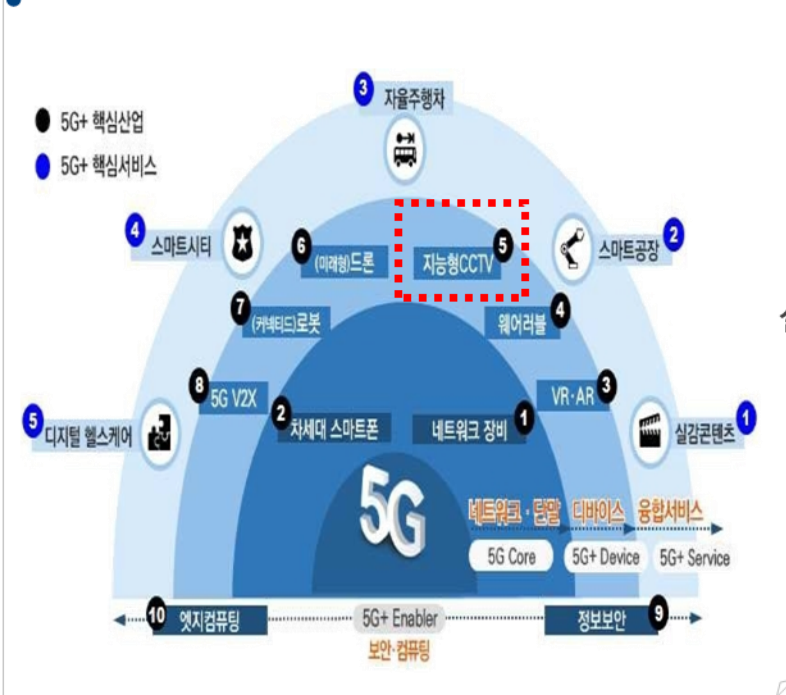 3 자율주행차
5G+ 핵심산업
5G+ 핵심서비스
4 스마트시티
2 스마트공장
6 (미래형)드론
5 지능형CCTV
7 (커넥티드)로봇
4 웨어러블
8 5G V2X
3 VR·AR
5 디지털 헬스케어
2 차세대 스마트폰
1 네트워크 장비
1 실감콘텐츠
5G
네트워크·단말 디바이스 융합서비스
5G Core 5G+ Device 5G+ Service
10 엣지컴퓨팅
5G+ Enabler
정보보안 9
보안·컴퓨팅